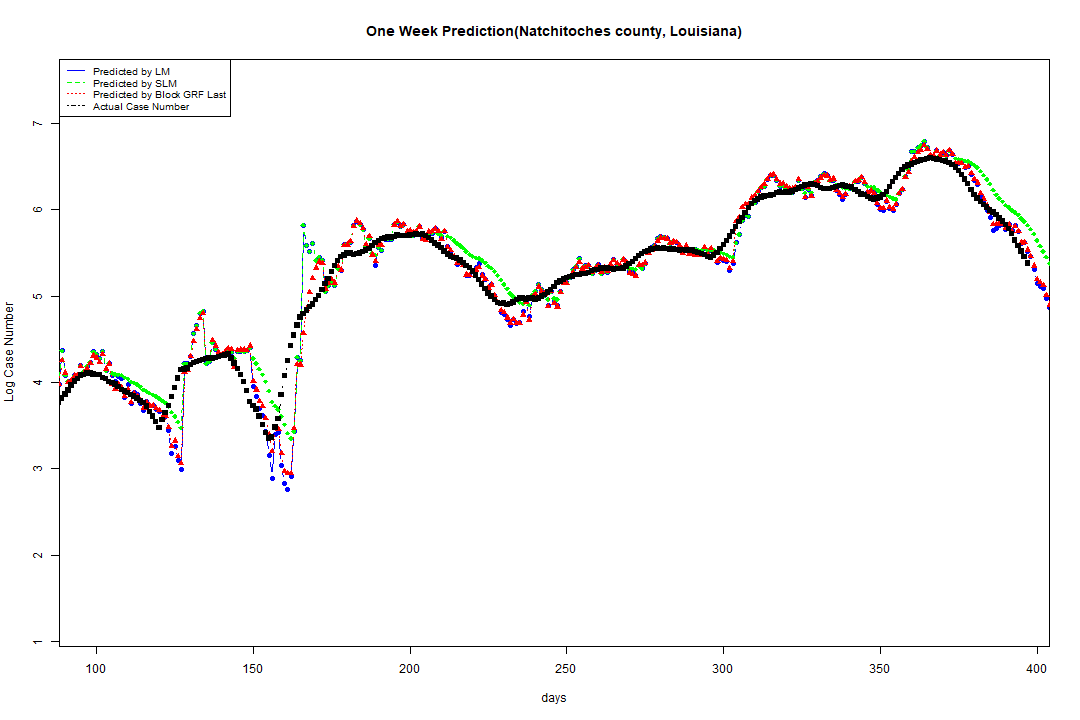 One Week Prediction(Natchitoches county, Louisiana)
Predicted by LM
Predicted by SLM
Predicted by Block GRF Last
Actual Case Number
Log Case Number
7
6
5
4
3
2
1
100 150 200 250 300 350 400
days